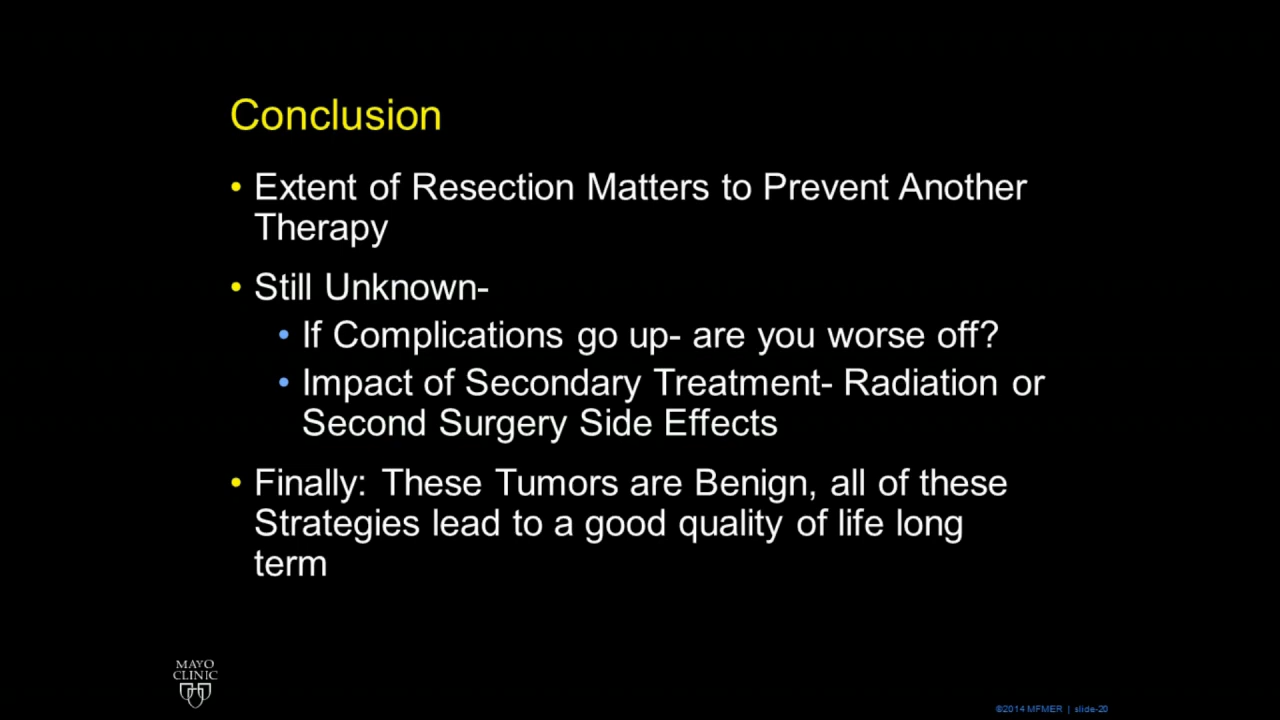 Conclusion
• Extent of Resection Matters to Prevent Another
Therapy
• Still Unknown-
• If Complications go up- are you worse off?
• Impact of Secondary Treatment- Radiation or
Second Surgery Side Effects
• Finally: These Tumors are Benign, all of these
Strategies lead to a good quality of life long
term
MAYO
CLINIC
©2014 MFMER | slide-20